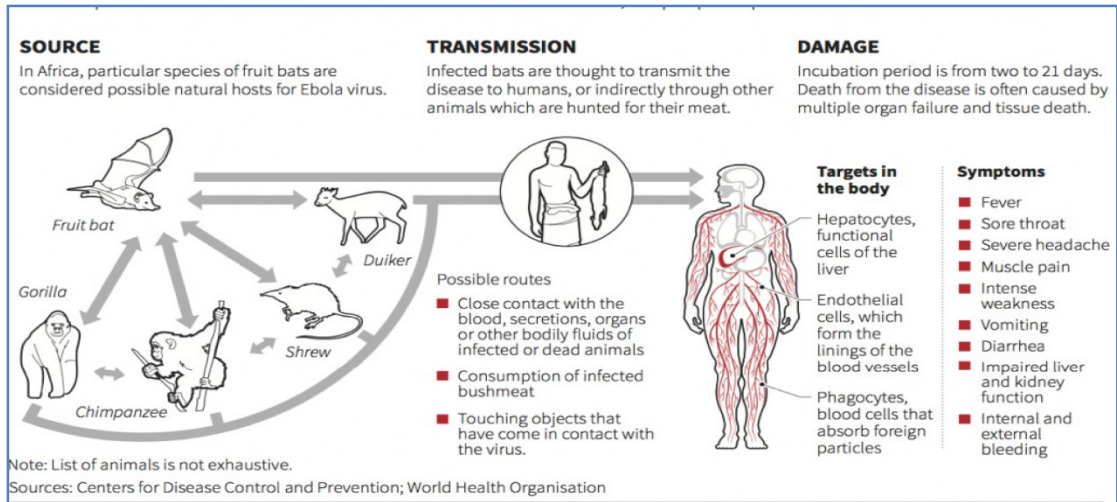 SOURCE
In Africa, particular species of fruit bats are
considered possible natural hosts for Ebola virus.
Fruit bat
Gorilla
Chimpanzee
Shrew
Duiker
TRANSMISSION
Infected bats are thought to transmit the
disease to humans, or indirectly through other
animals which are hunted for their meat.
Possible routes
Close contact with the
blood, secretions, organs
or other bodily fluids of
infected or dead animals
Consumption of infected
bushmeat
Touching objects that
have come in contact with
the virus.
DAMAGE
Incubation period is from two to 21 days.
Death from the disease is often caused by
multiple organ failure and tissue death.
Targets in
the body
Hepatocytes,
functional
cells of the
liver
Endothelial
cells, which
form the
linings of the
blood vessels
Phagocytes,
blood cells that
absorb foreign
particles
Symptoms
Fever
Sore throat
Severe headache
Muscle pain
Intense
weakness
Vomiting
Diarrhea
Impaired liver
and kidney
function
Internal and
external
bleeding
Note: List of animals is not exhaustive.
Sources: Centers for Disease Control and Prevention; World Health Organisation